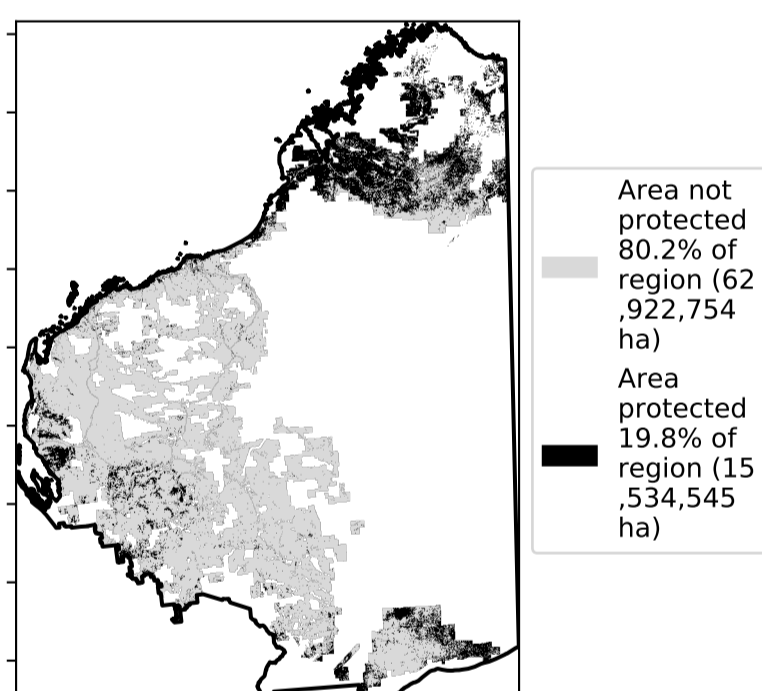 Area not
protected
80.2% of
region (62
,922,754
ha)
Area
protected
19.8% of
region (15
,534,545
ha)